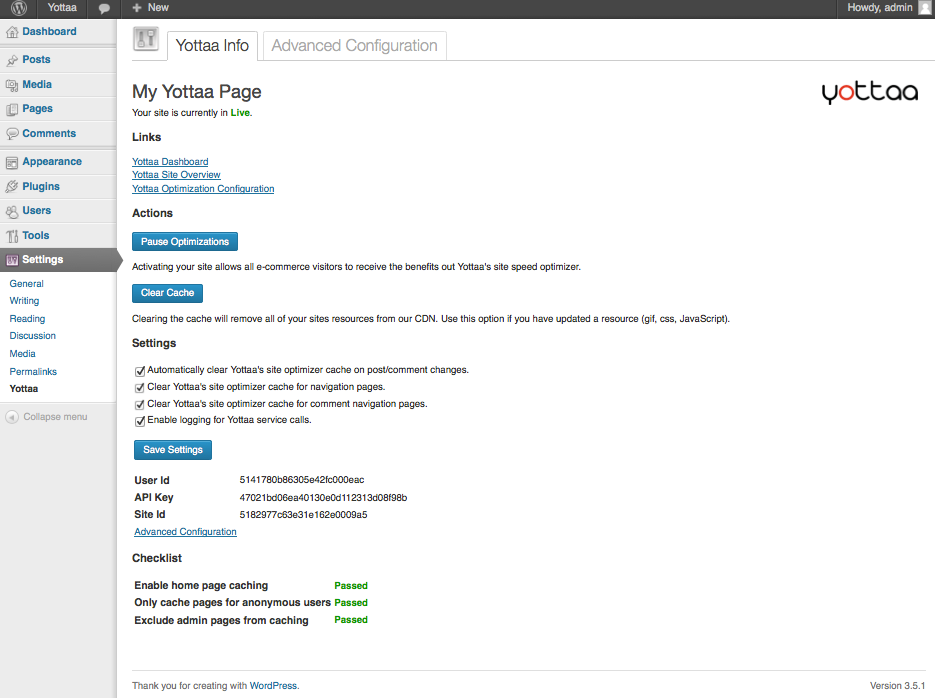 Yottaa
New
Howdy, admin
Dashboard
Posts
Media
Pages
Comments
Appearance
Plugins
Users
Tools
Settings
General
Writing
Reading
Discussion
Media
Permalinks
Yottaa
Collapse menu
Yottaa Info
Advanced Configuration
My Yottaa Page
yottaa
Your site is currently in Live.
Links
Yottaa Dashboard
Yottaa Site Overview
Yottaa Optimization Configuration
Actions
Pause Optimizations
Activating your site allows all e-commerce visitors to receive the benefits out Yottaa's site speed optimizer.
Clear Cache
Clearing the cache will remove all of your sites resources from our CDN. Use this option if you have updated a resource (gif, css, JavaScript).
Settings
Automatically clear Yottaa's site optimizer cache on post/comment changes.
Clear Yottaa's site optimizer cache for navigation pages.
Clear Yottaa's site optimizer cache for comment navigation pages.
Enable logging for Yottaa service calls.
Save Settings
User Id 5141780b86305e42fc000eac
API Key 47021bd06ea40130e0d112313d08f98b
Site Id 5182977c63e31e162e0009a5
Advanced Configuration
Checklist
Enable home page caching Passed
Only cache pages for anonymous users Passed
Exclude admin pages from caching Passed
Thank you for creating with WordPress.
Version 3.5.1